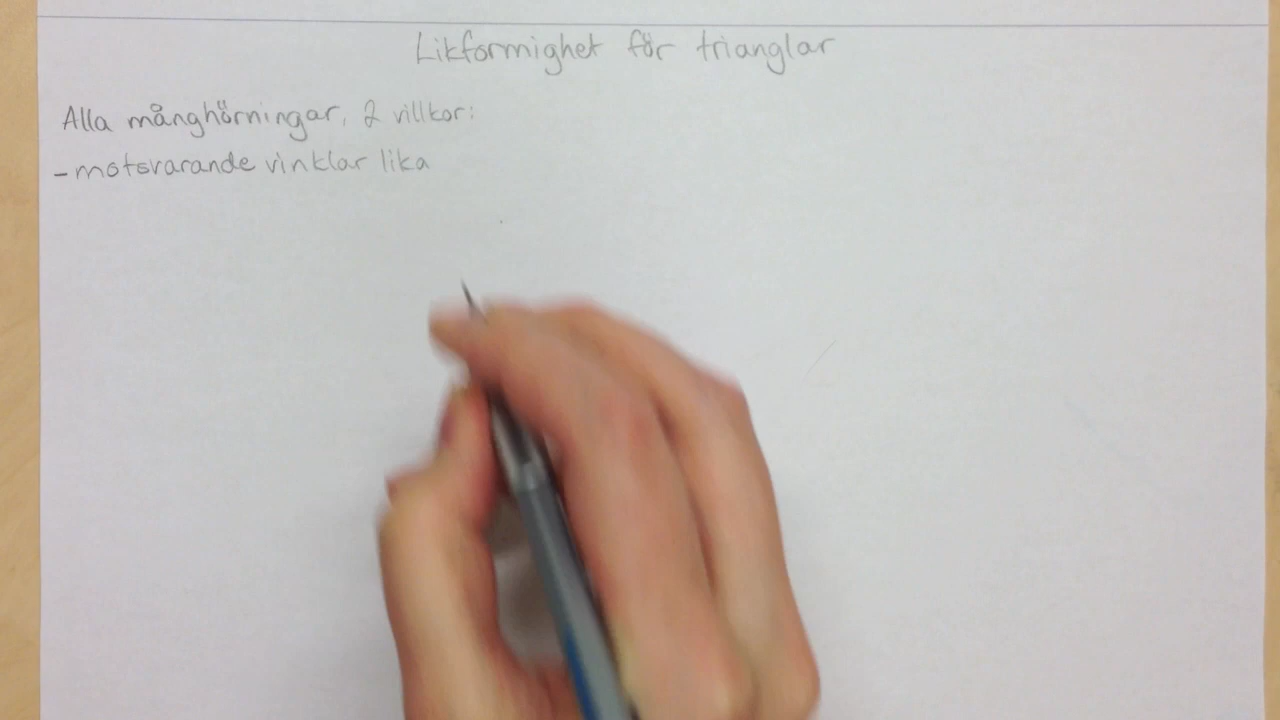 Likformighet för trianglar
Alla månghörningar, 2 villkor:
- motsvarande vinklar lika